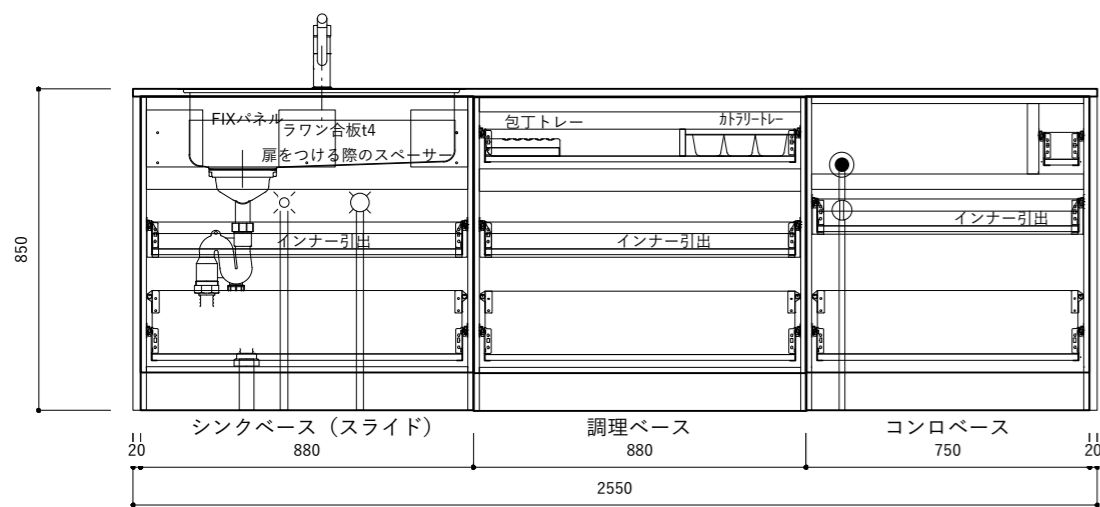 FIXパネル
ラワン合板t4
扉をつける際のスペーサー
包丁トレー
カトラリートレー
インナー引出
インナー引出
インナー引出
850
シンクベース（スライド）
調理ベース
コンロベース
20
880
880
750
20
2550